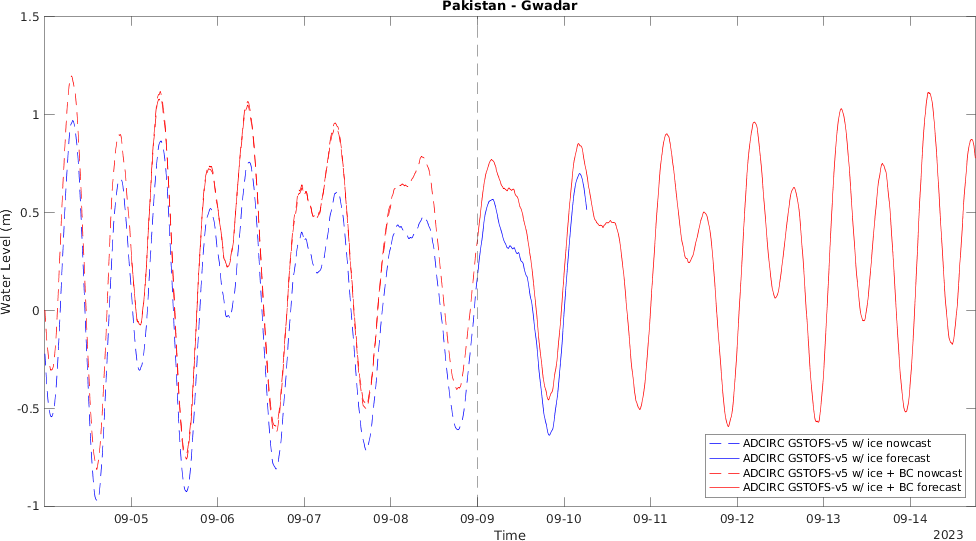 Pakistan - Gwadar
1.5
1
0.5
0
-0.5
-1
Water Level (m)
09-05
09-06
09-07
09-08
09-09
09-10
09-11
09-12
09-13
09-14
Time
2023
ADCIRC GSTOFS-v5 w/ ice nowcast
ADCIRC GSTOFS-v5 w/ ice forecast
ADCIRC GSTOFS-v5 w/ ice + BC nowcast
ADCIRC GSTOFS-v5 w/ ice + BC forecast